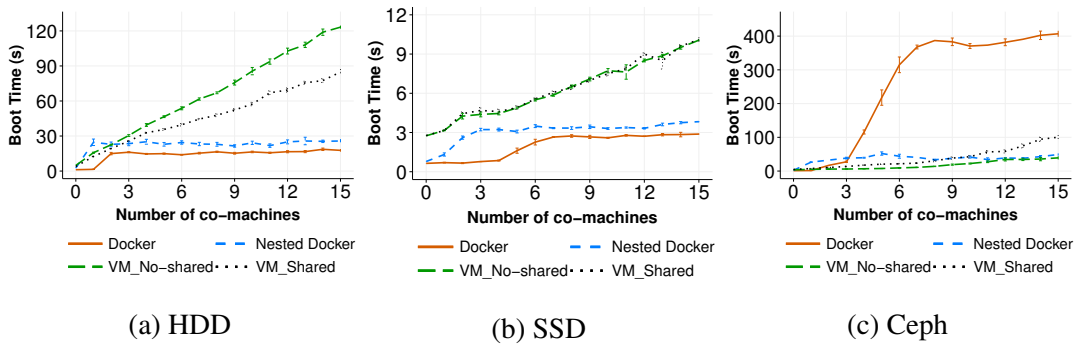 Boot Time (s)
120
90
60
30
0
0 3 6 9 12 15
Number of co-machines
Docker Nested Docker
VM_No-shared VM_Shared
(a) HDD
Boot Time (s)
12
9
6
3
0
0 3 6 9 12 15
Number of co-machines
Docker Nested Docker
VM_No-shared VM_Shared
(b) SSD
Boot Time (s)
400
300
200
100
0
0 3 6 9 12 15
Number of co-machines
Docker Nested Docker
VM_No-shared VM_Shared
(c) Ceph